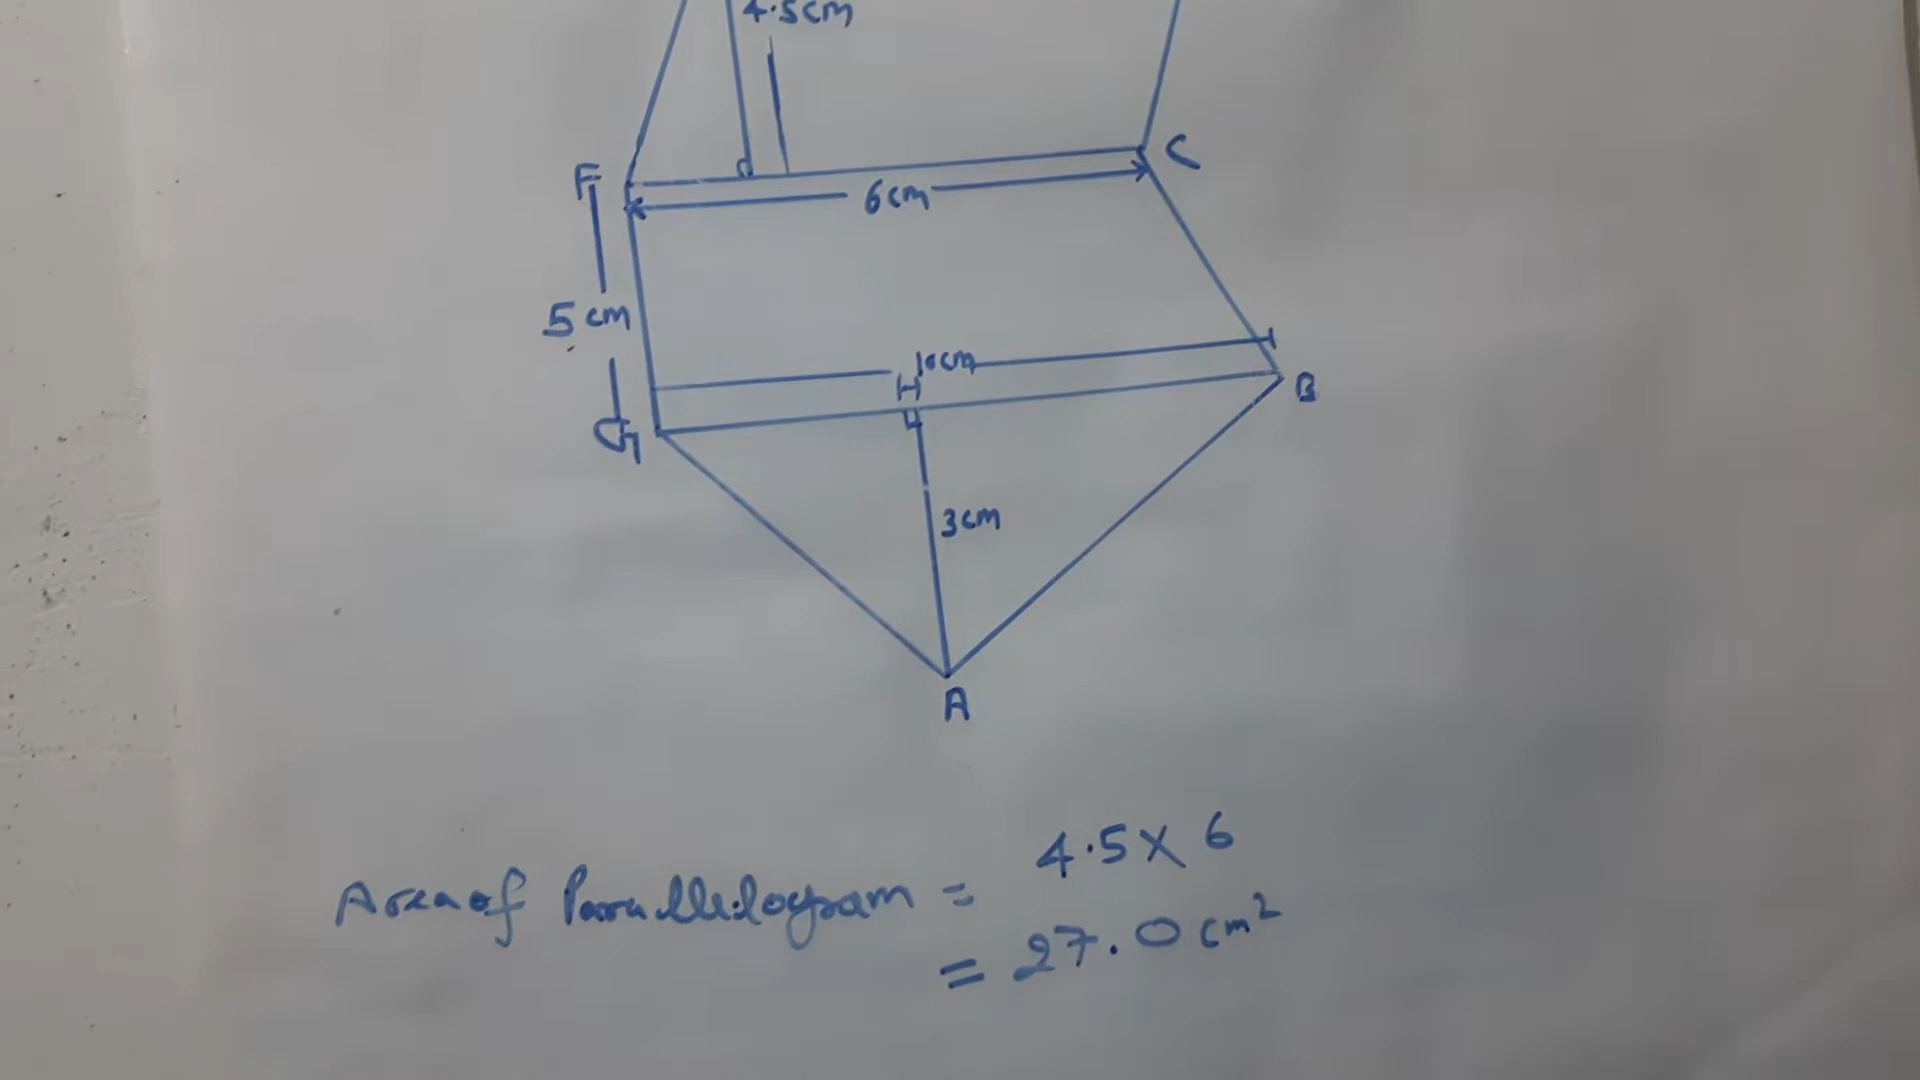 4.5cm
F
C
6cm
5 cm
10cm
H
B
G
3cm
A
Area of Parallelogram = 4.5 X 6
= 27.0 cm²